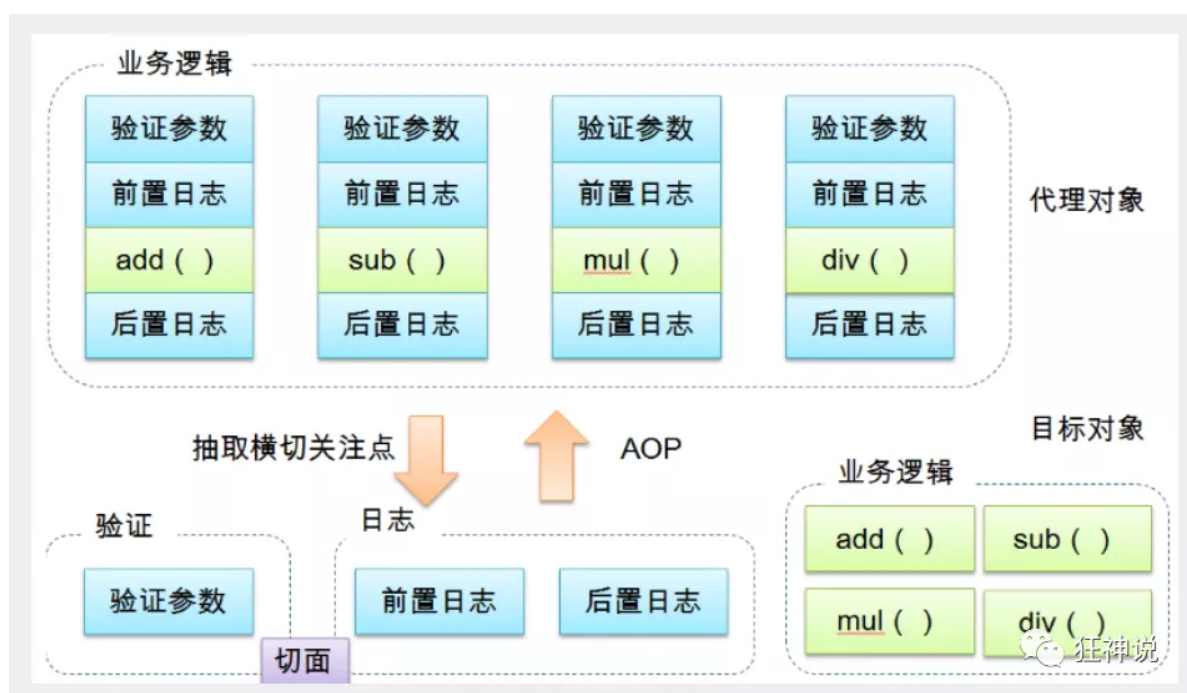 业务逻辑
验证参数 验证参数 验证参数 验证参数
前置日志 前置日志 前置日志 前置日志
代理对象
add（ ） sub（ ） mul（ ） div（ ）
后置日志 后置日志 后置日志 后置日志
抽取横切关注点
AOP
目标对象
业务逻辑
验证
日志
add（ ） sub（ ）
验证参数
前置日志 后置日志
mul（ ） div（ ）
切面
狂神说